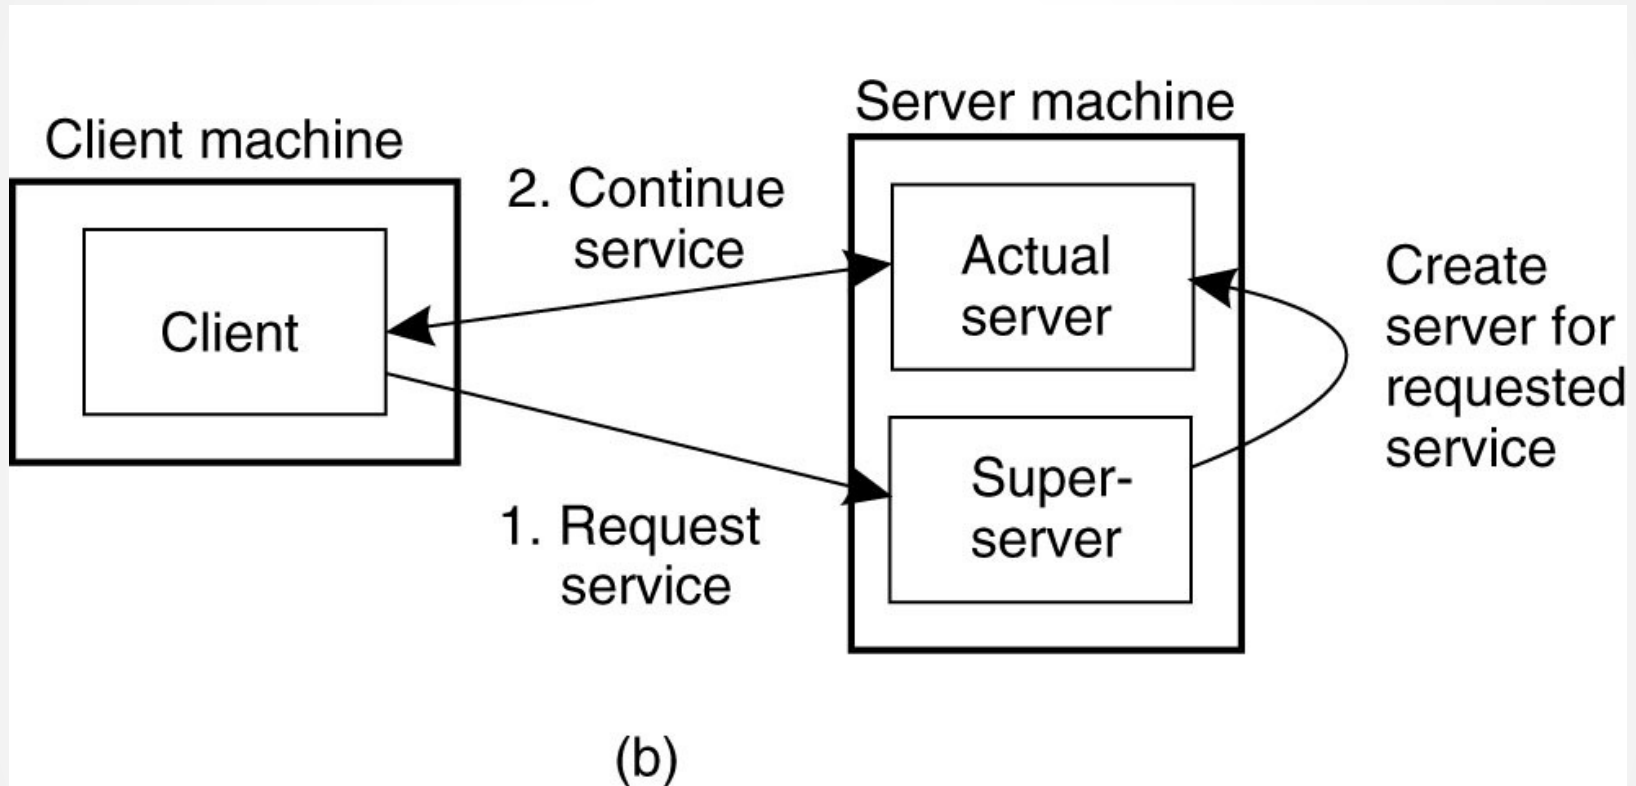 Client machine
Client
2. Continue
service
1. Request
service
Server machine
Actual
server
Super-
server
Create
server for
requested
service
(b)